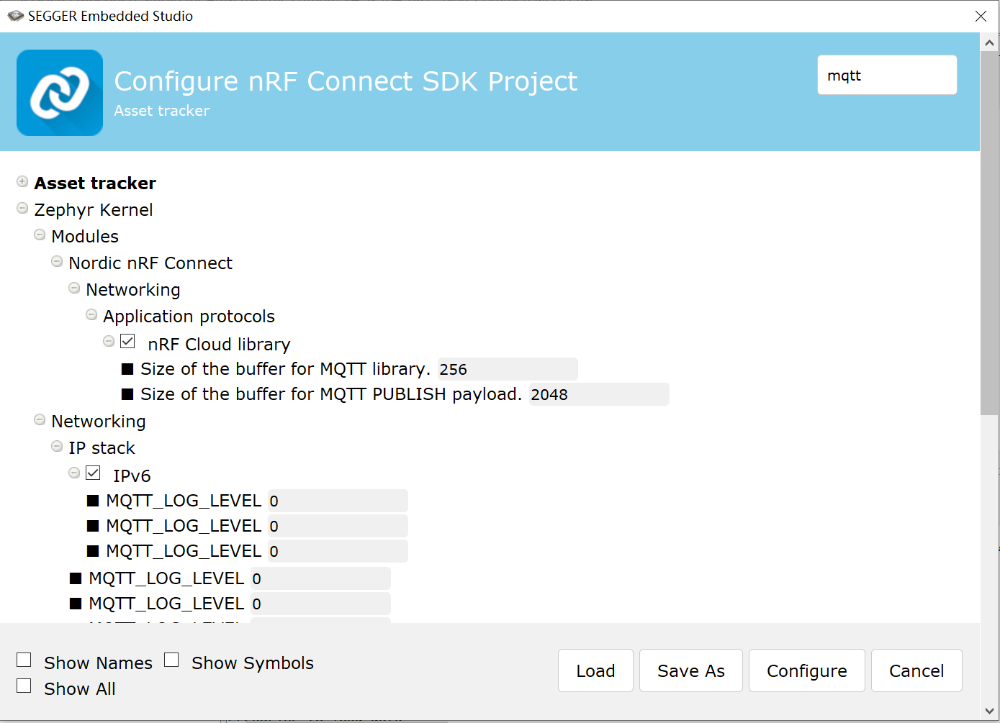 SEGGER Embedded Studio
Configure nRF Connect SDK Project
mqtt
Asset tracker
Asset tracker
Zephyr Kernel
Modules
Nordic nRF Connect
Networking
Application protocols
nRF Cloud library
Size of the buffer for MQTT library. 256
Size of the buffer for MQTT PUBLISH payload. 2048
Networking
IP stack
IPv6
MQTT_LOG_LEVEL 0
MQTT_LOG_LEVEL 0
MQTT_LOG_LEVEL 0
MQTT_LOG_LEVEL 0
MQTT_LOG_LEVEL 0
Show Names Show Symbols
Show All
Load Save As Configure Cancel